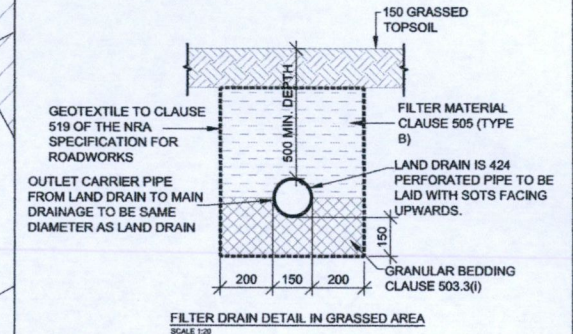 150 GRASSED
TOPSOIL
500 MIN. DEPTH
GEOTEXTILE TO CLAUSE
519 OF THE NRA
SPECIFICATION FOR
ROADWORKS
FILTER MATERIAL
CLAUSE 505 (TYPE
B)
OUTLET CARRIER PIPE
FROM LAND DRAIN TO MAIN
DRAINAGE TO BE SAME
DIAMETER AS LAND DRAIN
LAND DRAIN IS 424
PERFORATED PIPE TO BE
LAID WITH SOTS FACING
UPWARDS.
150
200 150 200
GRANULAR BEDDING
CLAUSE 503.3(i)
FILTER DRAIN DETAIL IN GRASSED AREA
SCALE 1:20